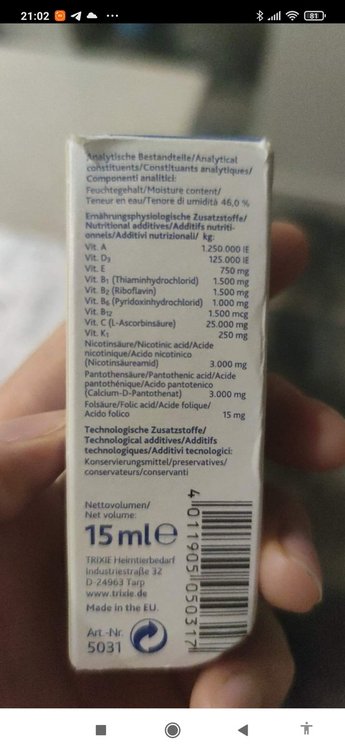 21:02
81
Analytische Bestandteile/Analytical
constituents/Constituants analytiques/
Componenti analitici:
Feuchtegehalt/Moisture content/
Teneur en eau/Tenore di umidità 46,0 %
Ernährungsphysiologische Zusatzstoffe/
Nutritional additives/Additifs nutriti-
onnels/Additivi nutrizionali/ kg:
Vit. A 1.250.000 IE
Vit. D3 125.000 IE
Vit. E 750 mg
Vit. B1 (Thiaminhydrochlorid) 1.500 mg
Vit. B2 (Riboflavin) 1.500 mg
Vit. B6 (Pyridoxinhydrochlorid) 1.000 mg
Vit. B12 1.500 mcg
Vit. C (L-Ascorbinsäure) 25.000 mg
Vit. K1 250 mg
Nicotinsäure/Nicotinic acid/Acide
nicotinique/Acido nicotinico
(Nicotinsäureamid) 3.000 mg
Pantothensäure/Pantothenic acid/Acide
pantothénique/Acido pantotenico
(Calcium-D-Pantothenat) 3.000 mg
Folsäure/Folic acid/Acide folique/
Acido folico 15 mg
Technologische Zusatzstoffe/
Technological additives/Additifs
technologiques/Additivi tecnologici:
Konservierungsmittel/preservatives/
conservateurs/conservanti
Nettovolumen/
Net volume:
15 ml e
TRIXIE Heimtierbedarf
Industriestraße 32
D-24963 Tarp
www.trixie.de
Made in the EU.
Art.-Nr.
5031
4 011905 050317